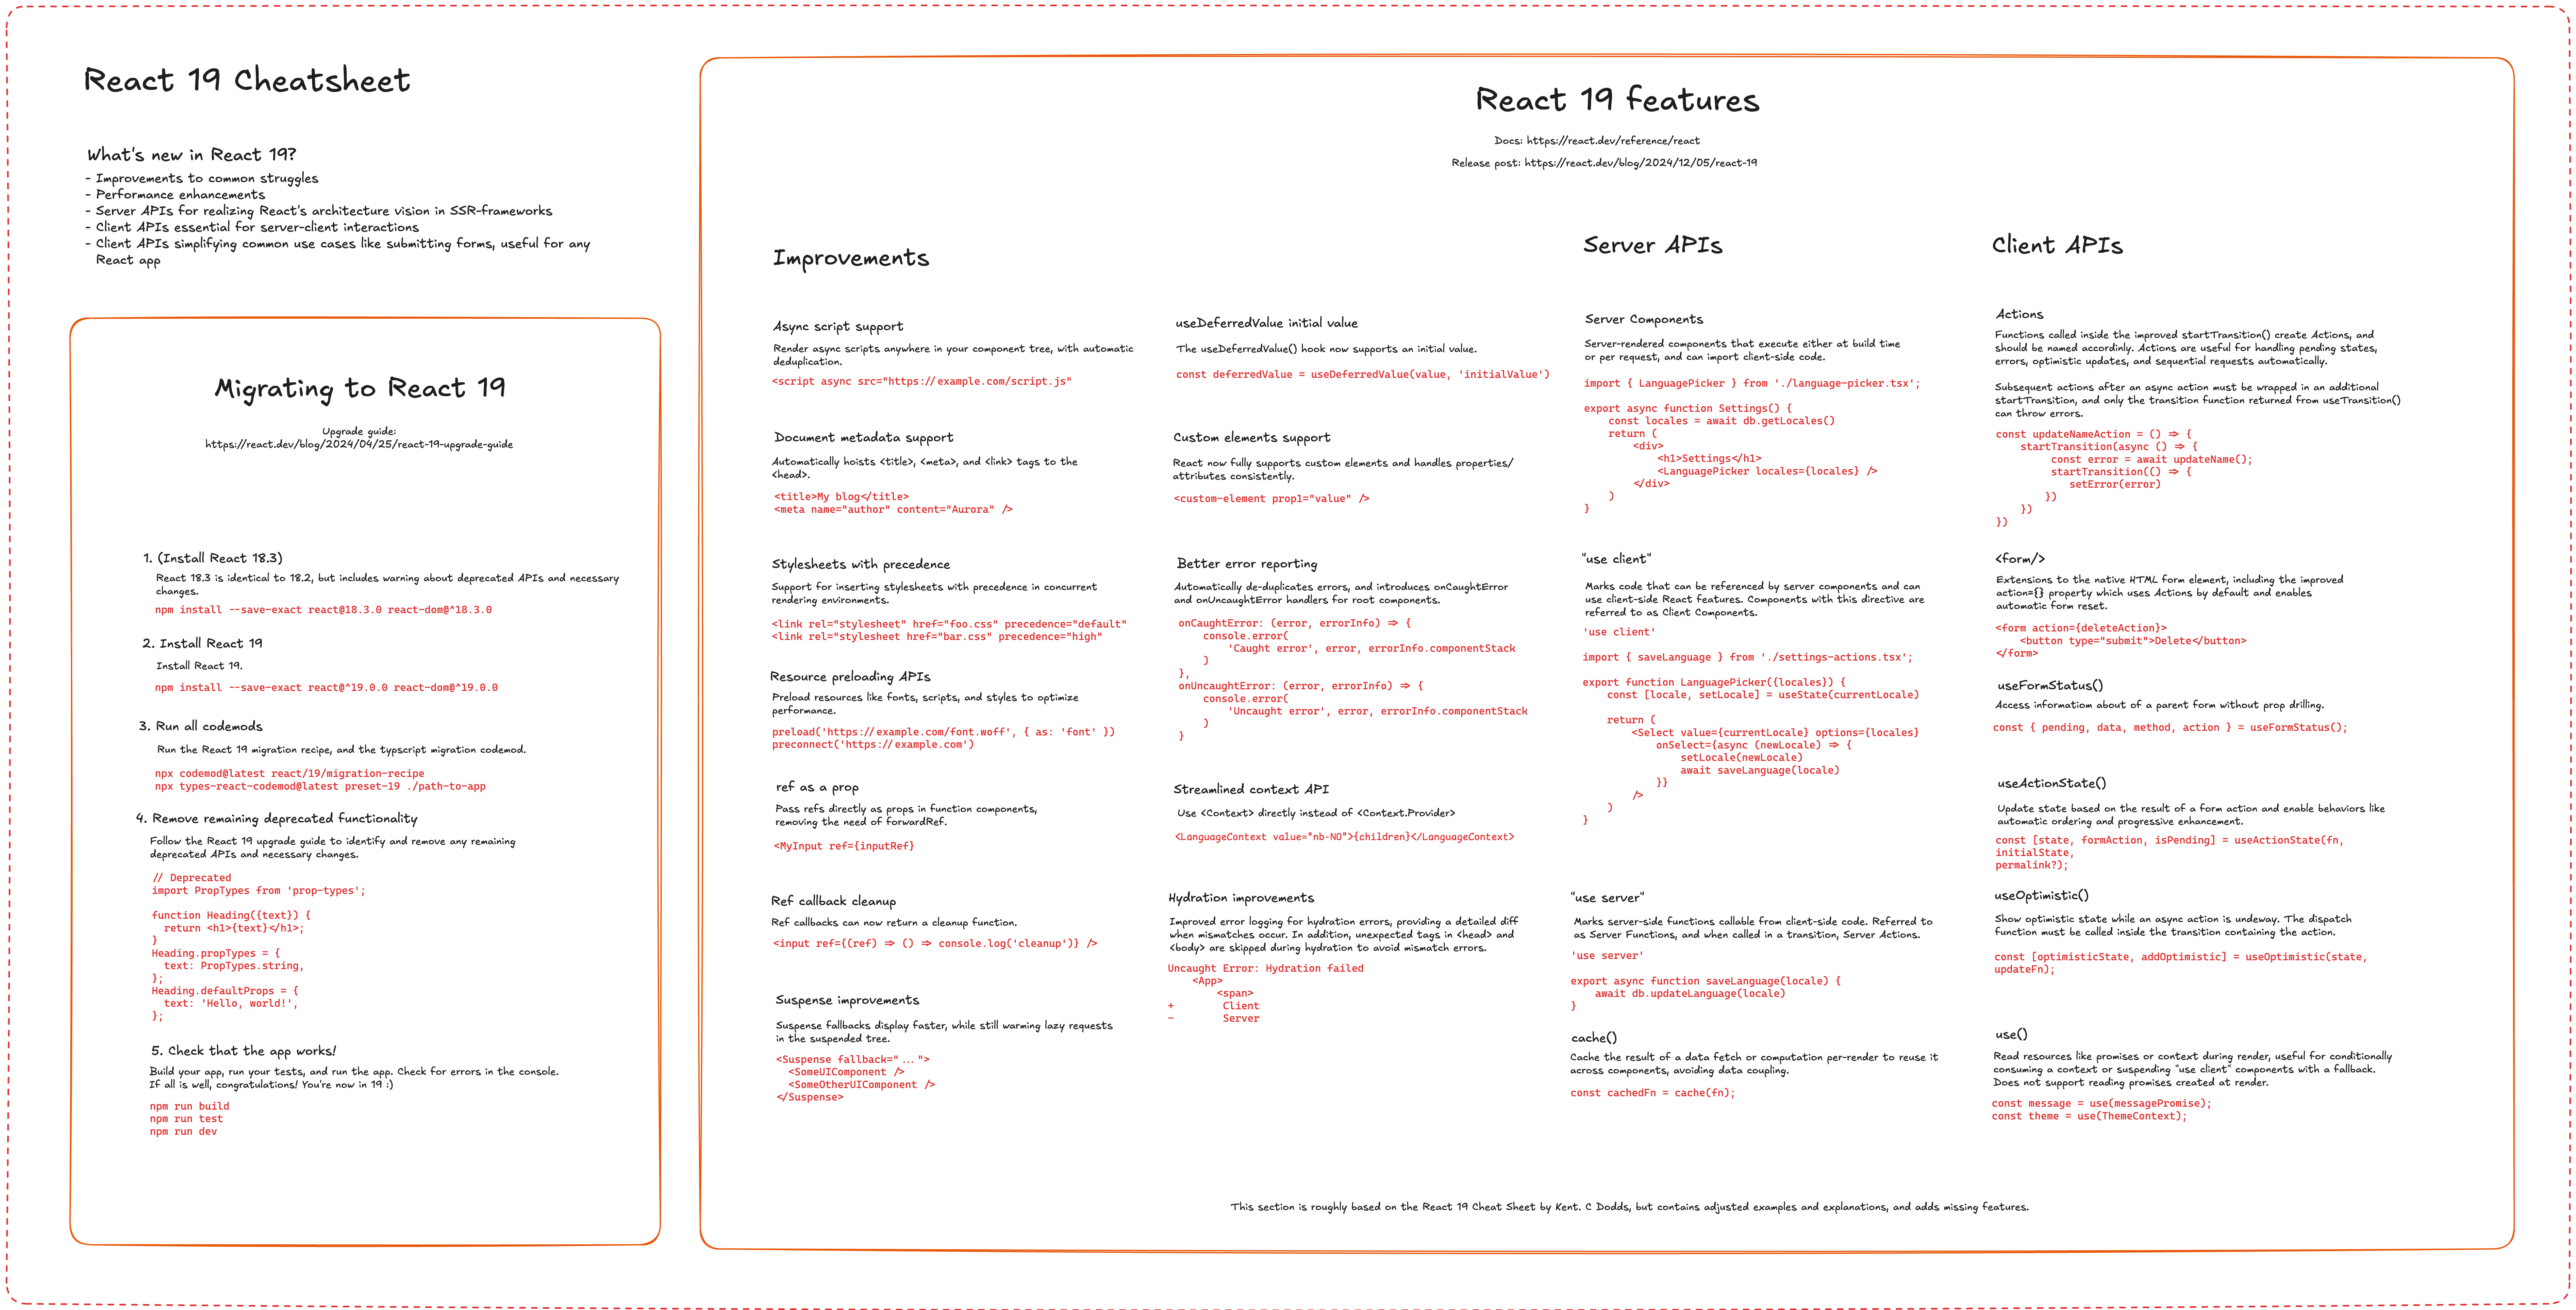 React 19 Cheatsheet
What's new in React 19?
- Improvements to common struggles
- Performance enhancements
- Server APIs for realizing React's architecture vision in SSR-frameworks
- Client APIs essential for server-client interactions
- Client APIs simplifying common use cases like submitting forms, useful for any
React app
Migrating to React 19
Upgrade guide:
https://react.dev/blog/2024/04/25/react-19-upgrade-guide
1. (Install React 18.3)
React 18.3 is identical to 18.2, but includes warning about deprecated APIs and necessary
changes.
npm install --save-exact react@18.3.0 react-dom@^18.3.0
2. Install React 19
Install React 19.
npm install --save-exact react@^19.0.0 react-dom@^19.0.0
3. Run all codemods
Run the React 19 migration recipe, and the typscript migration codemod.
npx codemod@latest react/19/migration-recipe
npx types-react-codemod@latest preset-19 ./path-to-app
4. Remove remaining deprecated functionality
Follow the React 19 upgrade guide to identify and remove any remaining
deprecated APIs and necessary changes.
// Deprecated
import PropTypes from 'prop-types';
function Heading({text}) {
return <h1>{text}</h1>;
}
Heading.propTypes = {
text: PropTypes.string,
};
Heading.defaultProps = {
text: 'Hello, world!',
};
5. Check that the app works!
Build your app, run your tests, and run the app. Check for errors in the console.
If all is well, congratulations! You're now in 19 :)
npm run build
npm run test
npm run dev
React 19 features
Docs: https://react.dev/reference/react
Release post: https://react.dev/blog/2024/12/05/react-19
Improvements
Async script support
Render async scripts anywhere in your component tree, with automatic
deduplication.
<script async src="https://example.com/script.js"
Document metadata support
Automatically hoists <title>, <meta>, and <link> tags to the
<head>.
<title>My blog</title>
<meta name="author" content="Aurora" />
Stylesheets with precedence
Support for inserting stylesheets with precedence in concurrent
rendering environments.
<link rel="stylesheet" href="foo.css" precedence="default"
<link rel="stylesheet href="bar.css" precedence="high"
Resource preloading APIs
Preload resources like fonts, scripts, and styles to optimize
performance.
preload('https://example.com/font.woff', { as: 'font' })
preconnect('https://example.com')
ref as a prop
Pass refs directly as props in function components,
removing the need of forwardRef.
<MyInput ref={inputRef}
Ref callback cleanup
Ref callbacks can now return a cleanup function.
<input ref={(ref) => () => console.log('cleanup')} />
Suspense improvements
Suspense fallbacks display faster, while still warming lazy requests
in the suspended tree.
<Suspense fallback="...">
<SomeUIComponent />
<SomeOtherUIComponent />
</Suspense>
useDeferredValue initial value
The useDeferredValue() hook now supports an initial value.
const deferredValue = useDeferredValue(value, 'initialValue')
Custom elements support
React now fully supports custom elements and handles properties/
attributes consistently.
<custom-element prop1="value" />
Better error reporting
Automatically de-duplicates errors, and introduces onCaughtError
and onUncaughtError handlers for root components.
onCaughtError: (error, errorInfo) => {
console.error(
'Caught error', error, errorInfo.componentStack
)
},
onUncaughtError: (error, errorInfo) => {
console.error(
'Uncaught error', error, errorInfo.componentStack
)
}
Streamlined context API
Use <Context> directly instead of <Context.Provider>
<LanguageContext value="nb-NO">{children}</LanguageContext>
Hydration improvements
Improved error logging for hydration errors, providing a detailed diff
when mismatches occur. In addition, unexpected tags in <head> and
<body> are skipped during hydration to avoid mismatch errors.
Uncaught Error: Hydration failed
<App>
<span>
+ Client
- Server
Server APIs
Server Components
Server-rendered components that execute either at build time
or per request, and can import client-side code.
import { LanguagePicker } from './language-picker.tsx';
export async function Settings() {
const locales = await db.getLocales()
return (
<div>
<h1>Settings</h1>
<LanguagePicker locales={locales} />
</div>
)
}
"use client"
Marks code that can be referenced by server components and can
use client-side React features. Components with this directive are
referred to as Client Components.
'use client'
import { saveLanguage } from './settings-actions.tsx';
export function LanguagePicker({locales}) {
const [locale, setLocale] = useState(currentLocale)
return (
<Select value={currentLocale} options={locales}
onSelect={async (newLocale) => {
setLocale(newLocale)
await saveLanguage(locale)
}}
/>
)
}
"use server"
Marks server-side functions callable from client-side code. Referred to
as Server Functions, and when called in a transition, Server Actions.
'use server'
export async function saveLanguage(locale) {
await db.updateLanguage(locale)
}
cache()
Cache the result of a data fetch or computation per-render to reuse it
across components, avoiding data coupling.
const cachedFn = cache(fn);
Client APIs
Actions
Functions called inside the improved startTransition() create Actions, and
should be named accordinly. Actions are useful for handling pending states,
errors, optimistic updates, and sequential requests automatically.
Subsequent actions after an async action must be wrapped in an additional
startTransition, and only the transition function returned from useTransition()
can throw errors.
const updateNameAction = () => {
startTransition(async () => {
const error = await updateName();
startTransition(() => {
setError(error)
})
})
})
<form/>
Extensions to the native HTML form element, including the improved
action={} property which uses Actions by default and enables
automatic form reset.
<form action={deleteAction}>
<button type="submit">Delete</button>
</form>
useFormStatus()
Access information about of a parent form without prop drilling.
const { pending, data, method, action } = useFormStatus();
useActionState()
Update state based on the result of a form action and enable behaviors like
automatic ordering and progressive enhancement.
const [state, formAction, isPending] = useActionState(fn,
initialState,
permalink?);
useOptimistic()
Show optimistic state while an async action is undeway. The dispatch
function must be called inside the transition containing the action.
const [optimisticState, addOptimistic] = useOptimistic(state,
updateFn);
use()
Read resources like promises or context during render, useful for conditionally
consuming a context or suspending "use client" components with a fallback.
Does not support reading promises created at render.
const message = use(messagePromise);
const theme = use(ThemeContext);
This section is roughly based on the React 19 Cheat Sheet by Kent. C Dodds, but contains adjusted examples and explanations, and adds missing features.